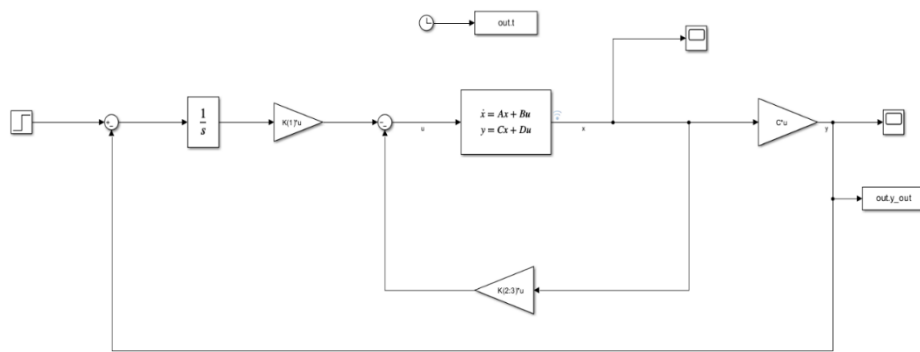 out.t
1
s
K(1)*u
u
ẋ = Ax + Bu
y = Cx + Du
x
C*u
y
out.y_out
K(2:3)*u